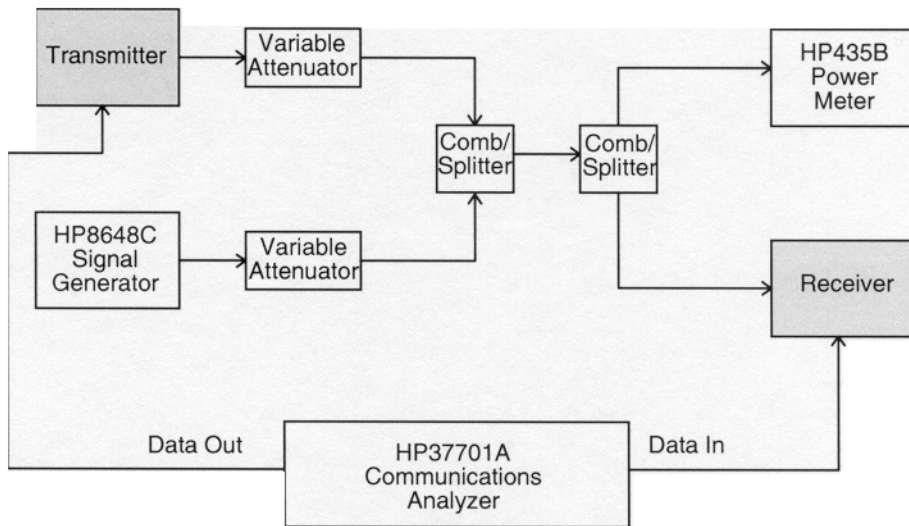 Transmitter
Variable
Attenuator
HP435B
Power
Meter
Comb/
Splitter
Comb/
Splitter
HP8648C
Signal
Generator
Variable
Attenuator
Receiver
Data Out
HP37701A
Communications
Analyzer
Data In